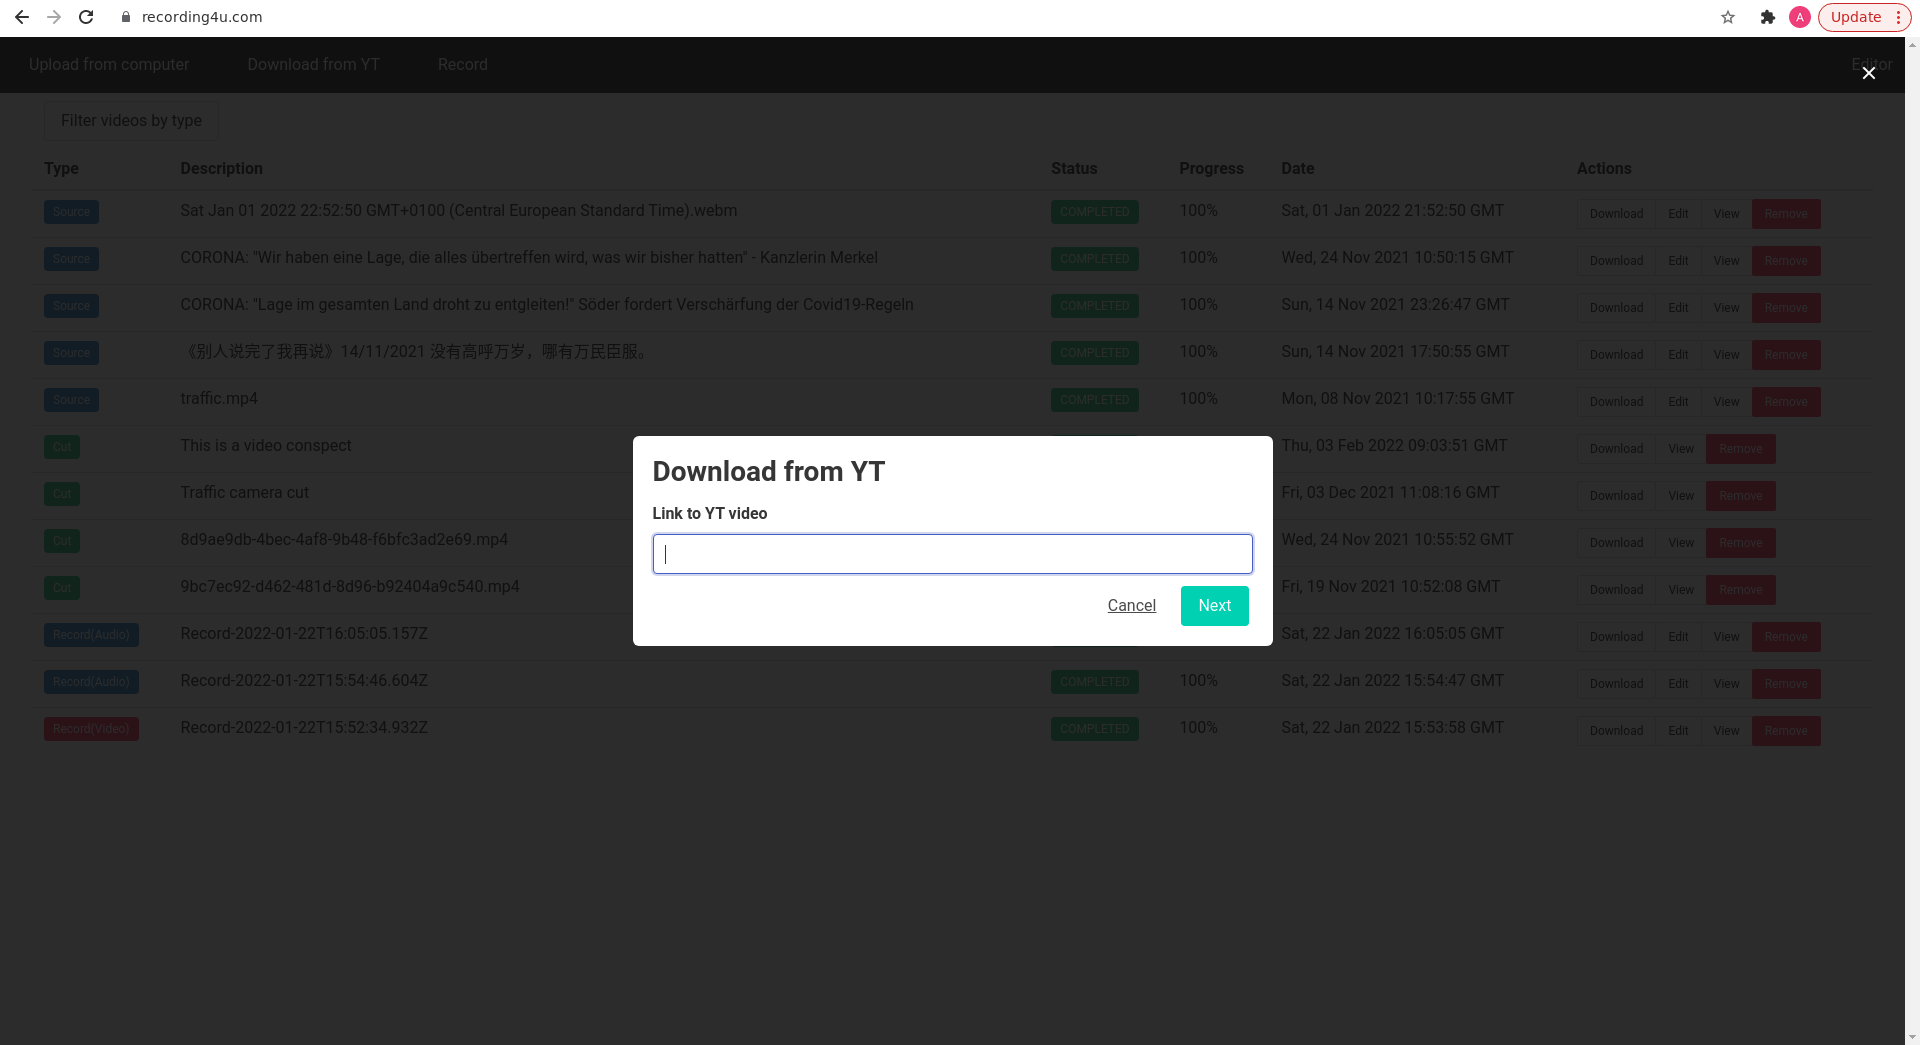 recording4u.com A Update
Upload from computer Download from YT Record Editor
Filter videos by type
Type Description Status Progress Date Actions
Source Sat Jan 01 2022 22:52:50 GMT+0100 (Central European Standard Time).webm COMPLETED 100% Sat, 01 Jan 2022 21:52:50 GMT Download Edit View Remove
Source CORONA: "Wir haben eine Lage, die alles übertreffen wird, was wir bisher hatten" - Kanzlerin Merkel COMPLETED 100% Wed, 24 Nov 2021 10:50:15 GMT Download Edit View Remove
Source CORONA: "Lage im gesamten Land droht zu entgleiten!" Söder fordert Verschärfung der Covid19-Regeln COMPLETED 100% Sun, 14 Nov 2021 23:26:47 GMT Download Edit View Remove
Source 《别人说完了我再说》14/11/2021 没有高呼万岁，哪有万民臣服。 COMPLETED 100% Sun, 14 Nov 2021 17:50:55 GMT Download Edit View Remove
Source traffic.mp4 COMPLETED 100% Mon, 08 Nov 2021 10:17:55 GMT Download Edit View Remove
Cut This is a video conspect Thu, 03 Feb 2022 09:03:51 GMT Download View Remove
Cut Traffic camera cut Fri, 03 Dec 2021 11:08:16 GMT Download View Remove
Cut 8d9ae9db-4bec-4af8-9b48-f6bfc3ad2e69.mp4 Wed, 24 Nov 2021 10:55:52 GMT Download View Remove
Cut 9bc7ec92-d462-481d-8d96-b92404a9c540.mp4 Fri, 19 Nov 2021 10:52:08 GMT Download View Remove
Record(Audio) Record-2022-01-22T16:05:05.157Z Sat, 22 Jan 2022 16:05:05 GMT Download Edit View Remove
Record(Audio) Record-2022-01-22T15:54:46.604Z COMPLETED 100% Sat, 22 Jan 2022 15:54:47 GMT Download Edit View Remove
Record(Video) Record-2022-01-22T15:52:34.932Z COMPLETED 100% Sat, 22 Jan 2022 15:53:58 GMT Download Edit View Remove
Download from YT
Link to YT video
Cancel Next